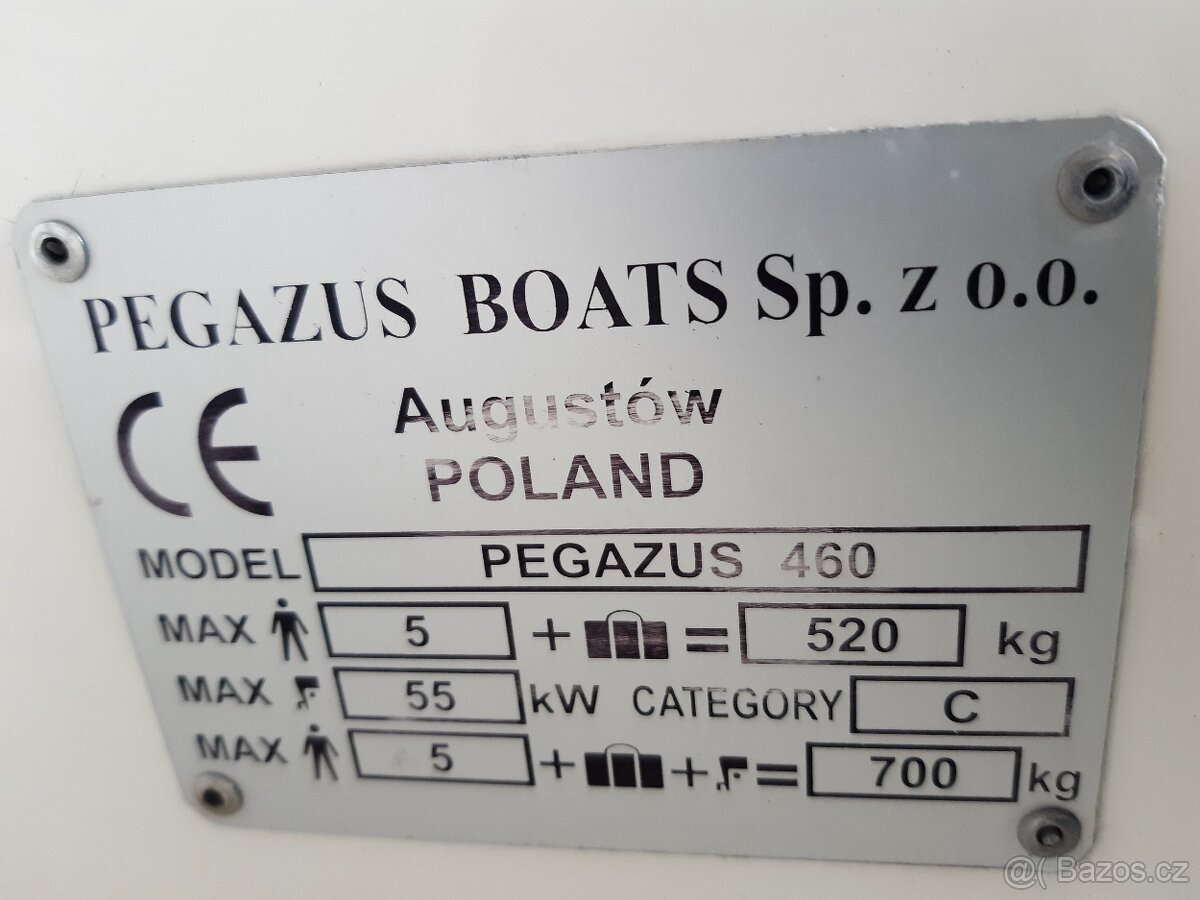 PEGAZUS BOATS Sp. z o.o.
CE
Augustów
POLAND
MODEL PEGAZUS 460
MAX 5 + = 520 kg
MAX 55 kW CATEGORY C
MAX 5 + + = 700 kg
@( Bazos.cz